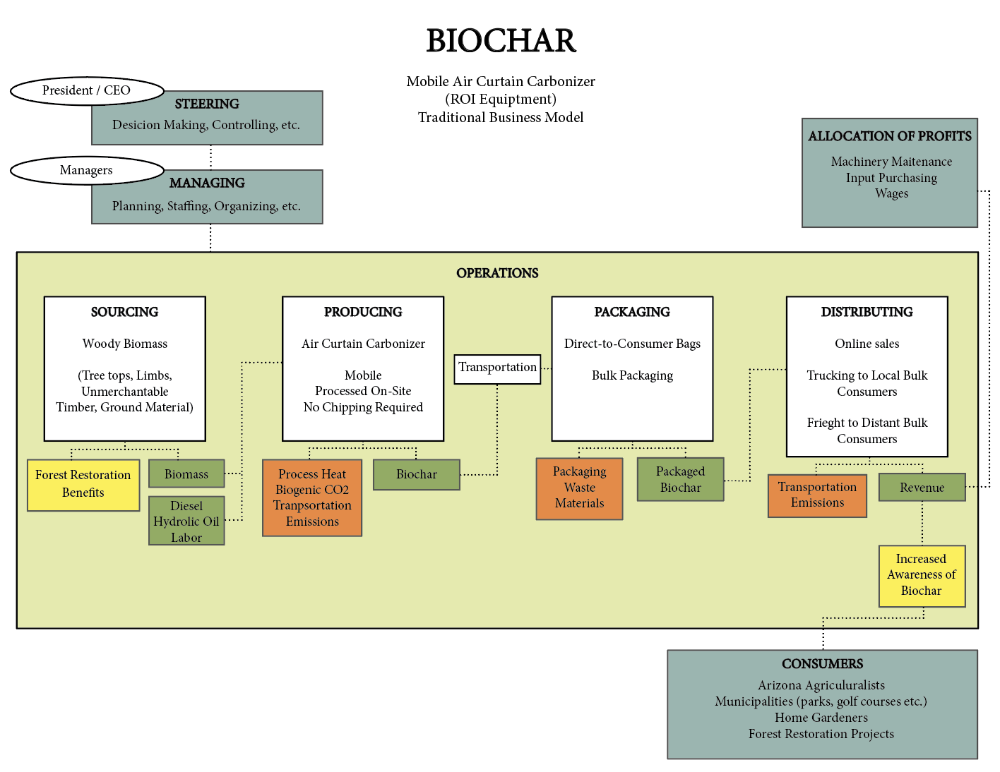 BIOCHAR
Mobile Air Curtain Carbonizer
(ROI Equiptment)
Traditional Business Model
President / CEO
STEERING
Desicion Making, Controlling, etc.
Managers
MANAGING
Planning, Staffing, Organizing, etc.
ALLOCATION OF PROFITS
Machinery Maitenance
Input Purchasing
Wages
OPERATIONS
SOURCING
Woody Biomass
(Tree tops, Limbs,
Unmerchantable
Timber, Ground Material)
Forest Restoration
Benefits
Biomass
Diesel
Hydrolic Oil
Labor
PRODUCING
Air Curtain Carbonizer
Mobile
Processed On-Site
No Chipping Required
Process Heat
Biogenic CO2
Tranpsortation
Emissions
Biochar
Transportation
PACKAGING
Direct-to-Consumer Bags
Bulk Packaging
Packaging
Waste
Materials
Packaged
Biochar
DISTRIBUTING
Online sales
Trucking to Local Bulk
Consumers
Frieght to Distant Bulk
Consumers
Transportation
Emissions
Revenue
Increased
Awareness of
Biochar
CONSUMERS
Arizona Agriculuralists
Municipalities (parks, golf courses etc.)
Home Gardeners
Forest Restoration Projects